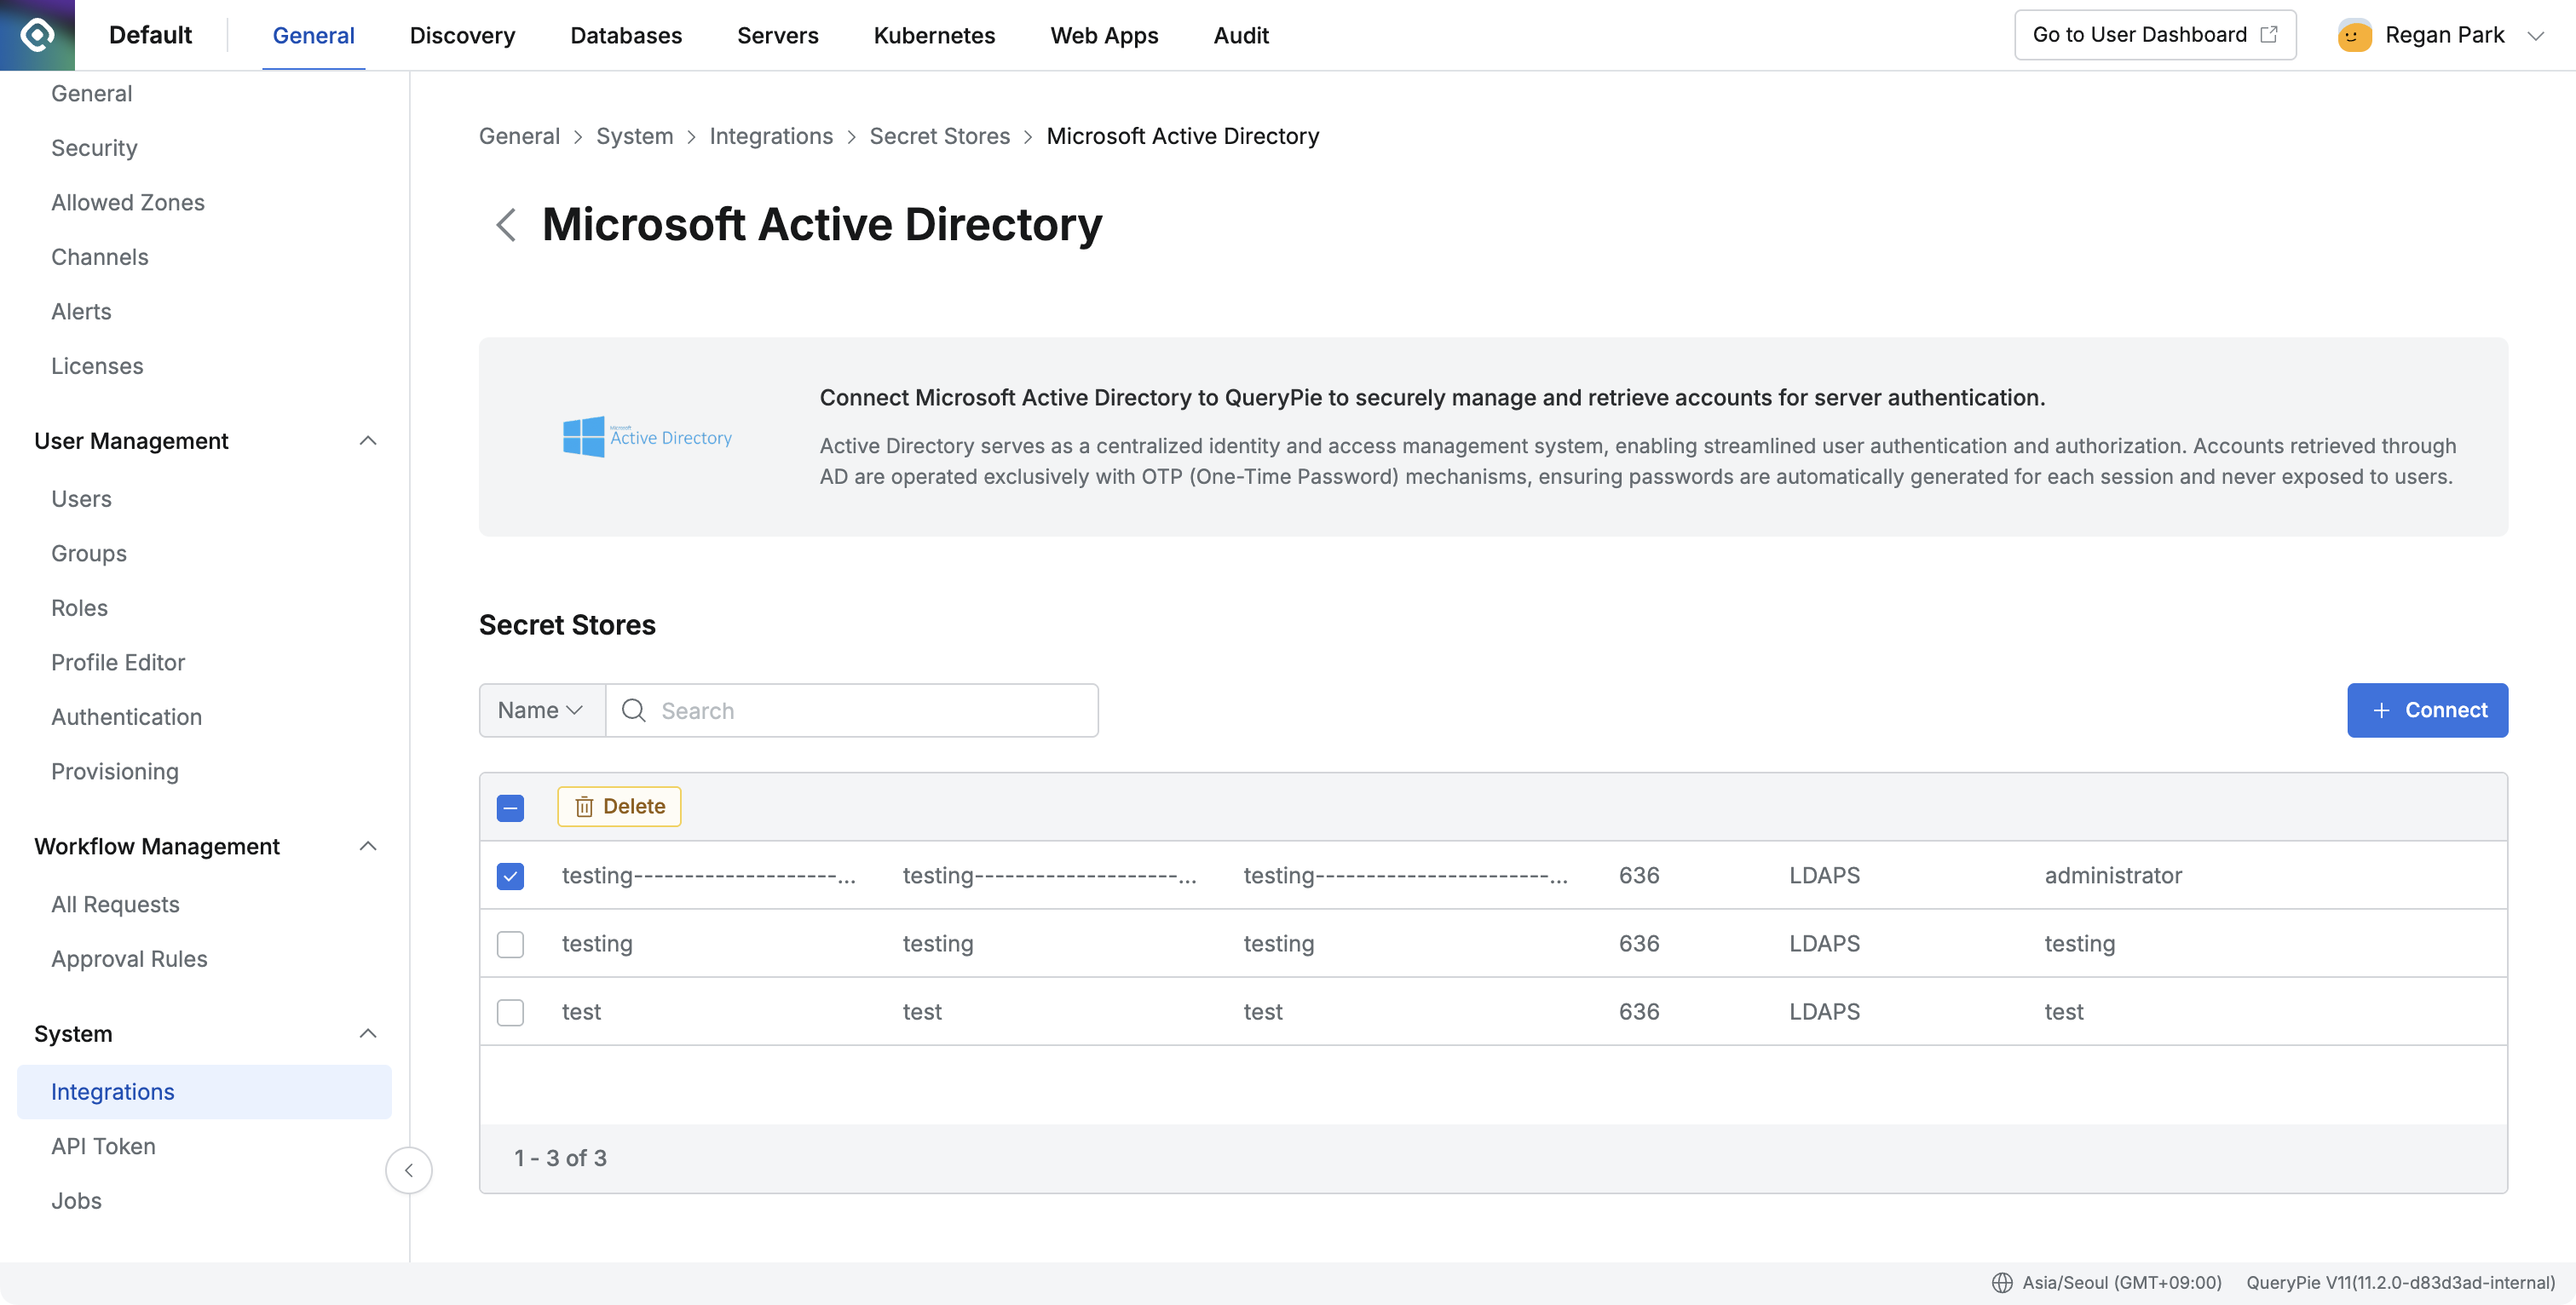 Default
General
Discovery
Databases
Servers
Kubernetes
Web Apps
Audit
Go to User Dashboard
Regan Park
General
Security
Allowed Zones
Channels
Alerts
Licenses
User Management
Users
Groups
Roles
Profile Editor
Authentication
Provisioning
Workflow Management
All Requests
Approval Rules
System
Integrations
API Token
Jobs
General > System > Integrations > Secret Stores > Microsoft Active Directory
Microsoft Active Directory
Microsoft
Active Directory
Connect Microsoft Active Directory to QueryPie to securely manage and retrieve accounts for server authentication.
Active Directory serves as a centralized identity and access management system, enabling streamlined user authentication and authorization. Accounts retrieved through
AD are operated exclusively with OTP (One-Time Password) mechanisms, ensuring passwords are automatically generated for each session and never exposed to users.
Secret Stores
Name
Search
Connect
Delete
testing--------------------... testing--------------------... testing-----------------------... 636 LDAPS administrator
testing testing testing 636 LDAPS testing
test test test 636 LDAPS test
1 - 3 of 3
Asia/Seoul (GMT+09:00) QueryPie V11(11.2.0-d83d3ad-internal)